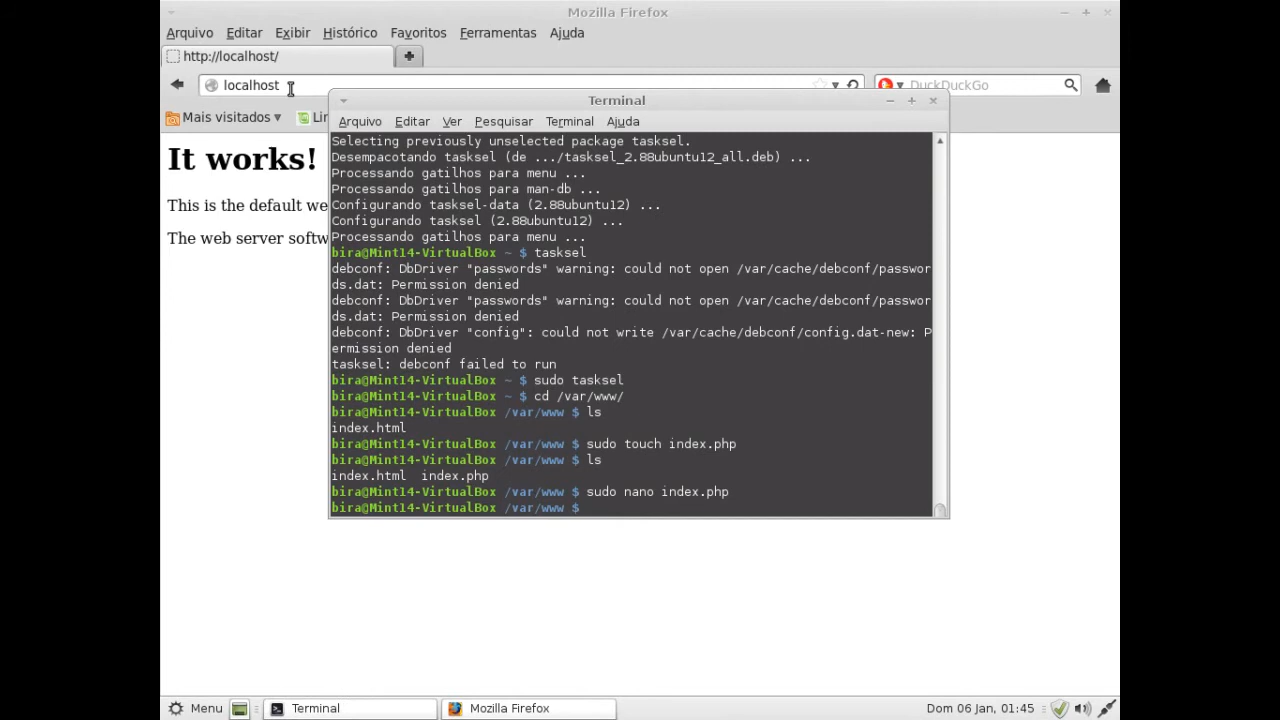 Mozilla Firefox
Arquivo Editar Exibir Histórico Favoritos Ferramentas Ajuda
http://localhost/
localhost
DuckDuckGo
Mais visitados
Terminal
Arquivo Editar Ver Pesquisar Terminal Ajuda
It works!
This is the default
The web server
Selecting previously unselected package tasksel.
Desempacotando tasksel (de .../tasksel_2.88ubuntu12_all.deb) ...
Processando gatilhos para menu ...
Processando gatilhos para man-db ...
Configurando tasksel-data (2.88ubuntu12) ...
Configurando tasksel (2.88ubuntu12) ...
Processando gatilhos para menu ...
bira@Mint14-VirtualBox ~ $ tasksel
debconf: DbDriver "passwords" warning: could not open /var/cache/debconf/passwor
ds.dat: Permission denied
debconf: DbDriver "passwords" warning: could not open /var/cache/debconf/passwor
ds.dat: Permission denied
debconf: DbDriver "config": could not write /var/cache/debconf/config.dat-new: P
ermission denied
tasksel: debconf failed to run
bira@Mint14-VirtualBox ~ $ sudo tasksel
bira@Mint14-VirtualBox ~ $ cd /var/www/
bira@Mint14-VirtualBox /var/www $ ls
index.html
bira@Mint14-VirtualBox /var/www $ sudo touch index.php
bira@Mint14-VirtualBox /var/www $ ls
index.html index.php
bira@Mint14-VirtualBox /var/www $ sudo nano index.php
bira@Mint14-VirtualBox /var/www $
Menu Terminal Mozilla Firefox Dom 06 Jan, 01:45